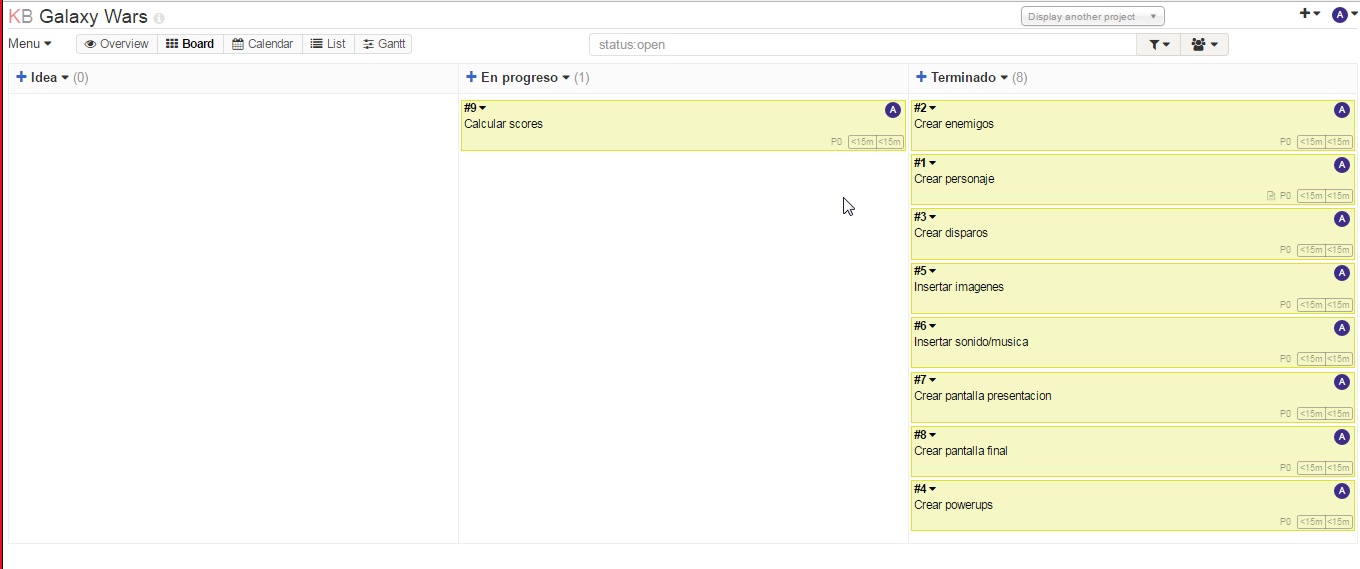 KB Galaxy Wars
Display another project
A
Menu
Overview Board Calendar List Gantt
status:open
Idea (0)
En progreso (1)
Terminado (8)
#9
A
Calcular scores
P0 <15m <15m
#2
A
Crear enemigos
P0 <15m <15m
#1
A
Crear personaje
P0 <15m <15m
#3
A
Crear disparos
P0 <15m <15m
#5
A
Insertar imagenes
P0 <15m <15m
#6
A
Insertar sonido/musica
P0 <15m <15m
#7
A
Crear pantalla presentacion
P0 <15m <15m
#8
A
Crear pantalla final
P0 <15m <15m
#4
A
Crear powerups
P0 <15m <15m